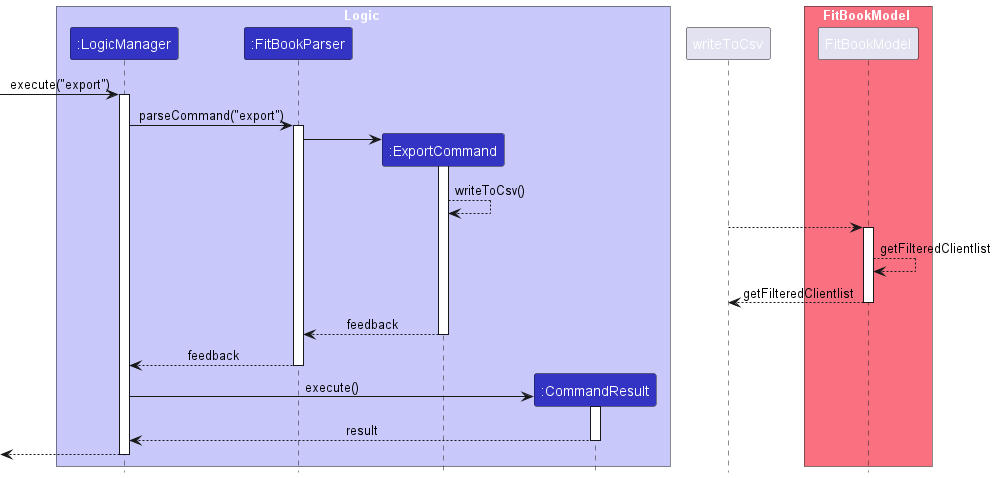 Logic
FitBookModel
:LogicManager
:FitBookParser
writeToCsv
FitBookModel
execute("export")
parseCommand("export")
:ExportCommand
writeToCsv()
getFilteredClientlist
getFilteredClientlist
feedback
feedback
execute()
:CommandResult
result